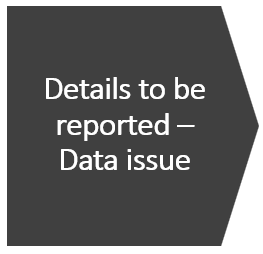 Details to be
reported –
Data issue